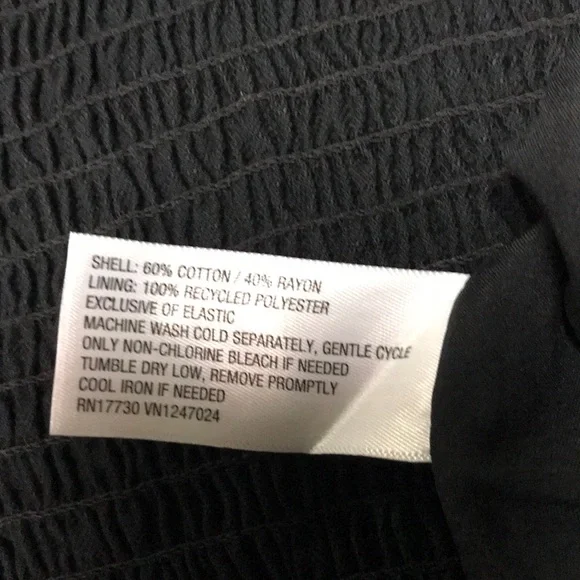 SHELL: 60% COTTON / 40% RAYON
LINING: 100% RECYCLED POLYESTER
EXCLUSIVE OF ELASTIC
MACHINE WASH COLD SEPARATELY, GENTLE CYCLE
ONLY NON-CHLORINE BLEACH IF NEEDED
TUMBLE DRY LOW, REMOVE PROMPTLY
COOL IRON IF NEEDED
RN17730 VN1247024